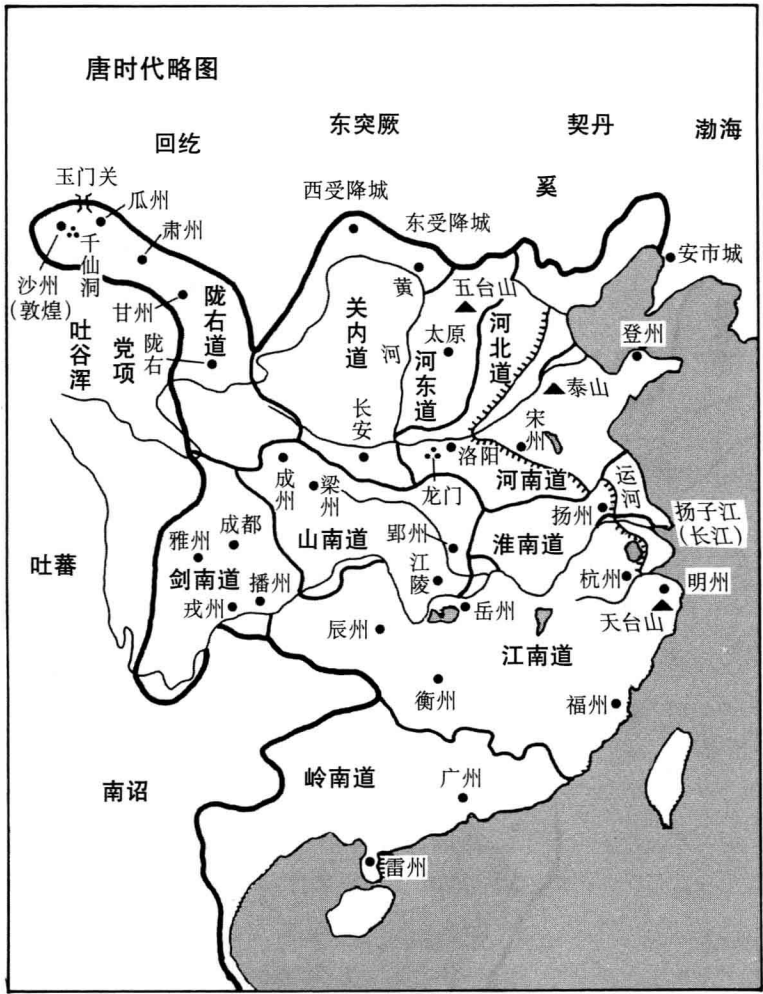 唐时代略图
东突厥
契丹
渤海
回纥
奚
玉门关
瓜州
西受降城
东受降城
肃州
安市城
千仙洞
沙州
(敦煌)
甘州
陇右道
黄
河
五台山
关内道
河北道
吐谷浑
党项
陇右
太原
河东道
登州
泰山
长安
宋州
洛阳
成州
梁州
龙门
河南道
运河
扬州
扬子江
(长江)
雅州
成都
山南道
郢州
淮南道
吐蕃
剑南道
播州
江陵
杭州
明州
戎州
岳州
天台山
辰州
江南道
衡州
福州
南诏
岭南道
广州
雷州